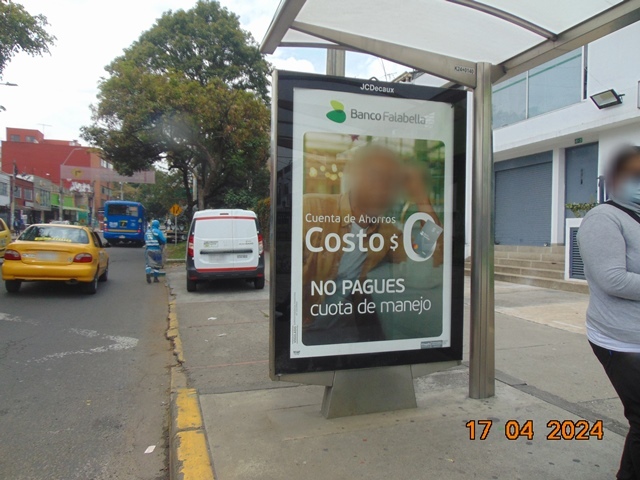 JCDecaux
Banco Falabella
Cuenta de Ahorros
Costo $ 0
NO PAGUES
cuota de manejo
17 04 2024